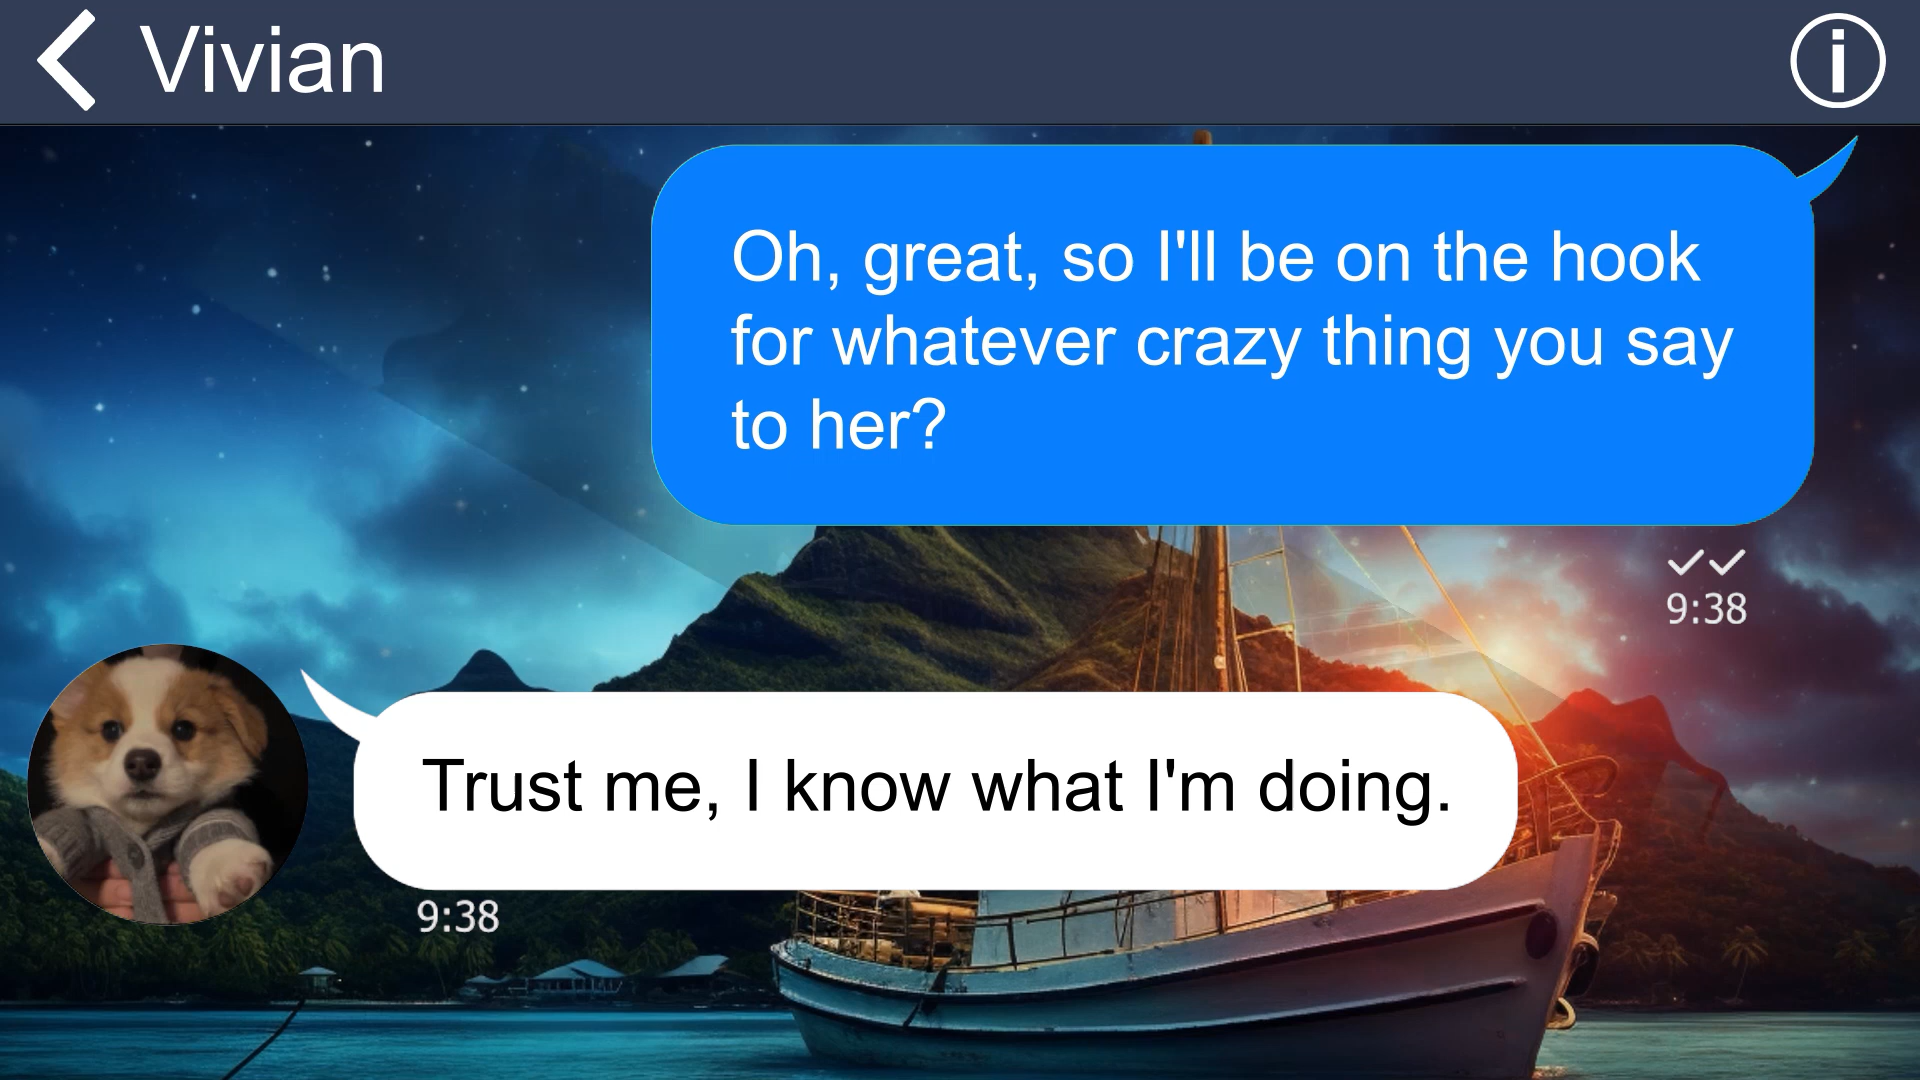 Vivian
Oh, great, so I'll be on the hook
for whatever crazy thing you say
to her?
9:38
Trust me, I know what I'm doing.
9:38